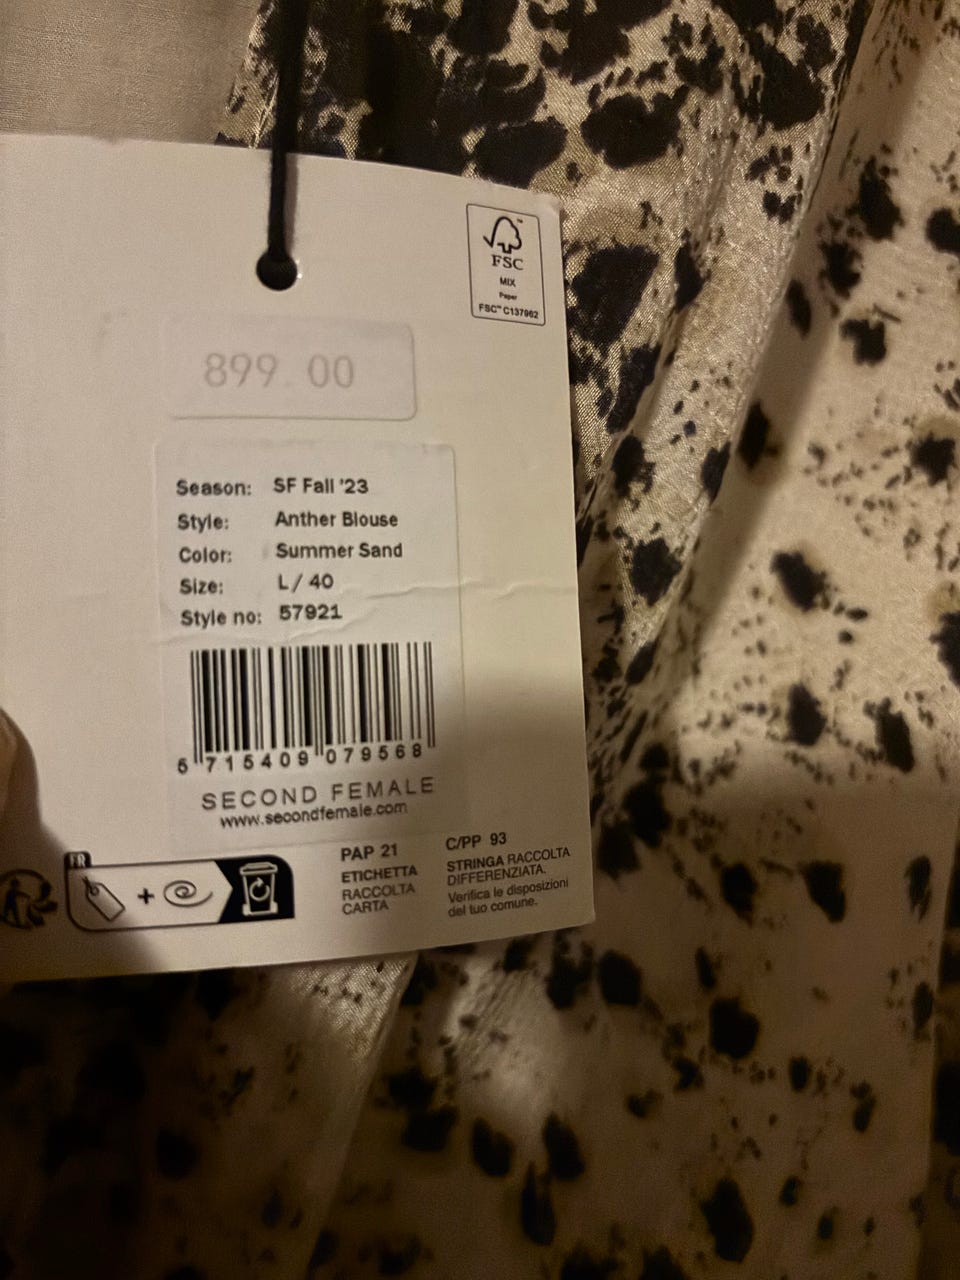 FSC™
MIX
Paper
FSC™ C137962
899 00
Season: SF Fall '23
Style: Anther Blouse
Color: Summer Sand
Size: L / 40
Style no: 57921
5 715409 079568
SECOND FEMALE
www.secondfemale.com
FR
+
PAP 21
ETICHETTA
RACCOLTA
CARTA
C/PP 93
STRINGA RACCOLTA
DIFFERENZIATA.
Verifica le disposizioni
del tuo comune.